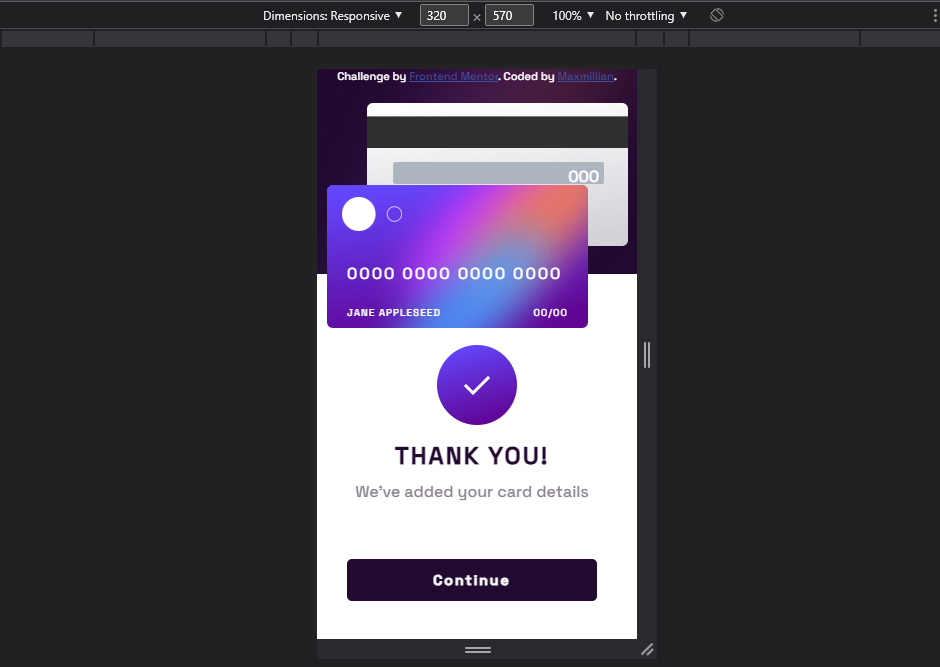 Dimensions: Responsive ▼ 320 × 570 100% ▼ No throttling ▼
Challenge by Frontend Mentor. Coded by Maxmillian.
000
0000 0000 0000 0000
JANE APPLESEED 00/00
THANK YOU!
We've added your card details
Continue